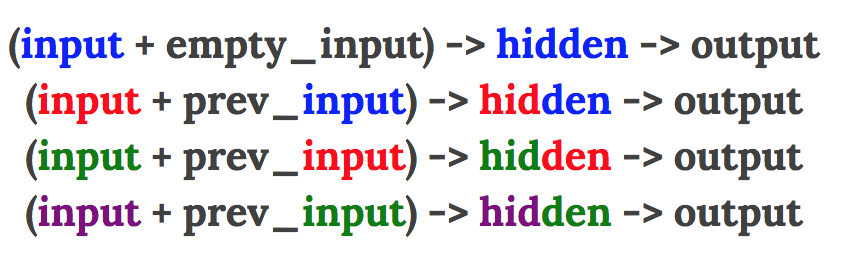 (input + empty_input) -> hidden -> output
(input + prev_input) -> hidden -> output
(input + prev_input) -> hidden -> output
(input + prev_input) -> hidden -> output